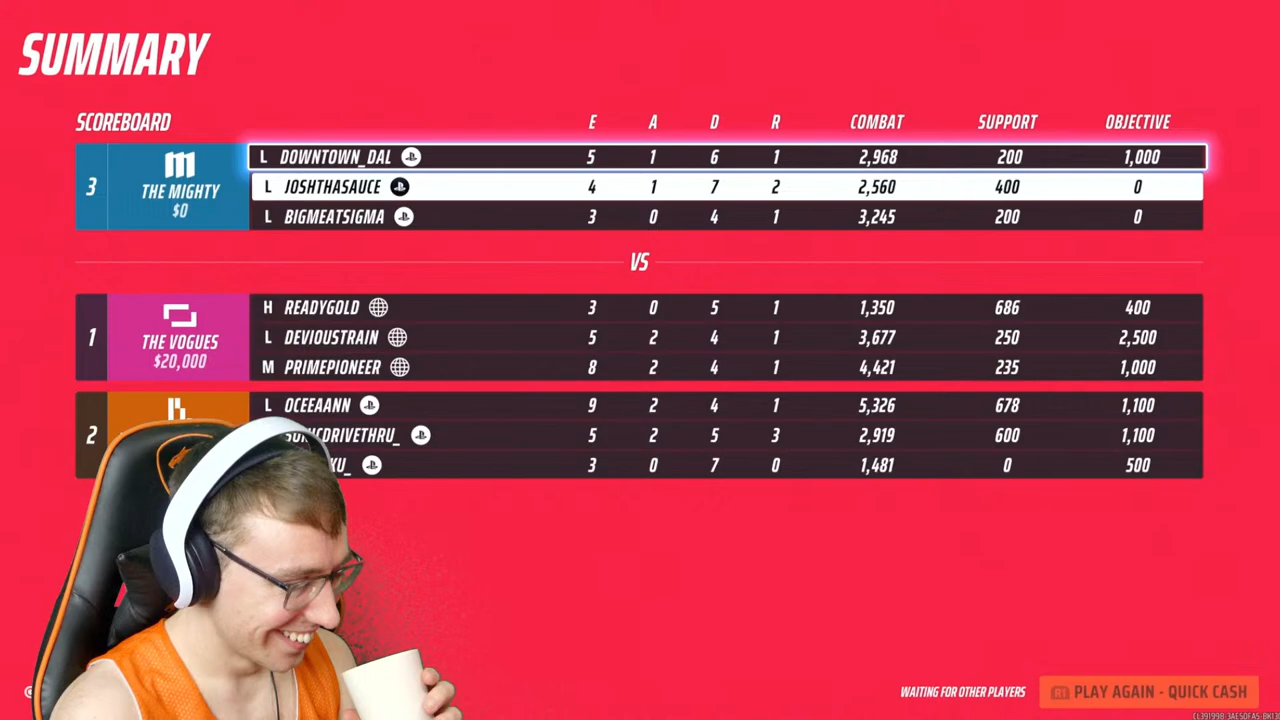 SUMMARY
SCOREBOARD E A D R COMBAT SUPPORT OBJECTIVE
3 THE MIGHTY $0
L DOWNTOWN_DAL 5 1 6 1 2,968 200 1,000
L JOSHTHASAUCE 4 1 7 2 2,560 400 0
L BIGMEATSIGMA 3 0 4 1 3,245 200 0
VS
1 THE VOGUES $20,000
H READYGOLD 3 0 5 1 1,350 686 400
L DEVIOUSTRAIN 5 2 4 1 3,677 250 2,500
M PRIMEPIONEER 8 2 4 1 4,421 235 1,000
2
L OCEEAANN 9 2 4 1 5,326 678 1,100
5 2 5 3 2,919 600 1,100
3 0 7 0 1,481 0 500
WAITING FOR OTHER PLAYERS PLAY AGAIN - QUICK CASH